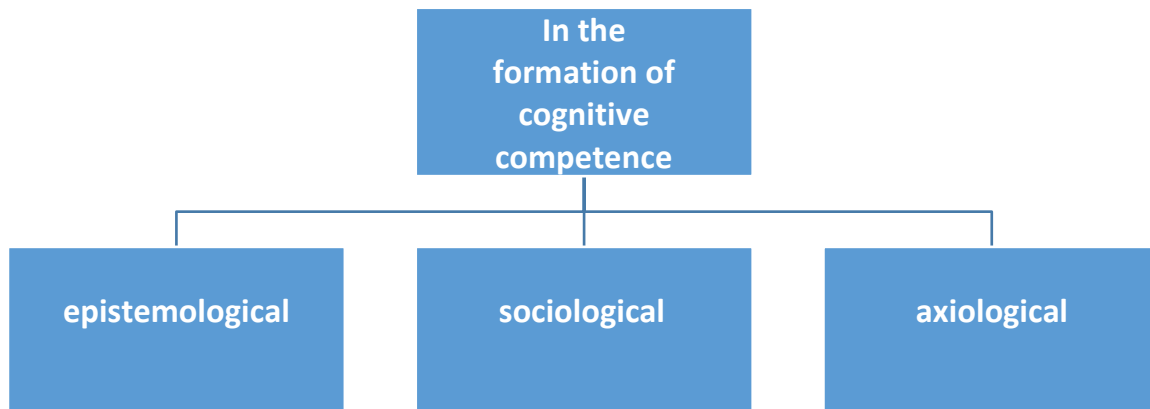 In the
formation of
cognitive
competence
epistemological
sociological
axiological